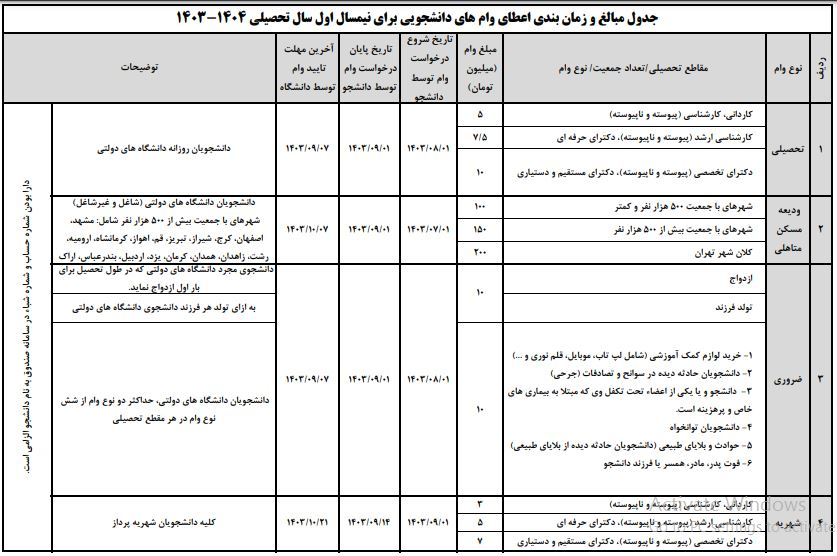 جدول مبالغ و زمان بندی اعطای وام های دانشجویی برای نیمسال اول سال تحصیلی ۱۴۰۴-۱۴۰۳
ردیف
نوع وام
مقاطع تحصیلی/تعداد جمعیت/ نوع وام
مبلغ وام (میلیون تومان)
تاریخ شروع درخواست وام توسط دانشجو
تاریخ پایان درخواست وام توسط دانشجو
آخرین مهلت تایید وام توسط دانشگاه
توضیحات
۱
تحصیلی
کاردانی، کارشناسی (پیوسته و ناپیوسته)
۵
کارشناسی ارشد (پیوسته و ناپیوسته)، دکترای حرفه ای
۷/۵
دکترای تخصصی (پیوسته و ناپیوسته)، دکترای مستقیم و دستیاری
۱۰
۱۴۰۳/۰۸/۰۱
۱۴۰۳/۰۹/۰۱
۱۴۰۳/۰۹/۰۷
دانشجویان روزانه دانشگاه های دولتی
۲
ودیعه
مسکن
متاهلی
شهرهای با جمعیت ۵۰۰ هزار نفر و کمتر
۱۰۰
شهرهای با جمعیت بیش از ۵۰۰ هزار نفر
۱۵۰
کلان شهر تهران
۲۰۰
۱۴۰۳/۰۷/۰۱
۱۴۰۳/۰۹/۰۱
۱۴۰۳/۱۰/۰۷
دانشجویان دانشگاه های دولتی (شاغل و غیرشاغل)
شهرهای با جمعیت بیش از ۵۰۰ هزار نفر شامل: مشهد،
اصفهان، کرج، شیراز، تبریز، قم، اهواز، کرمانشاه، ارومیه،
رشت، زاهدان، همدان، کرمان، یزد، اردبیل، بندرعباس، اراک
۳
ضروری
ازدواج
تولد فرزند
۱۰
۱- خرید لوازم کمک آموزشی (شامل لپ تاب، موبایل، قلم نوری و ...)
۲- دانشجویان حادثه دیده در سوانح و تصادفات (جرحی)
۳- دانشجو و یا یکی از اعضاء تحت تکفل وی که مبتلا به بیماری های
خاص و پرهزینه است.
۴- دانشجویان توانخواه
۵- حوادث و بلایای طبیعی (دانشجویان حادثه دیده از بلایای طبیعی)
۶- فوت پدر، مادر، همسر یا فرزند دانشجو
۱۰
۱۴۰۳/۰۸/۰۱
۱۴۰۳/۰۹/۰۱
۱۴۰۳/۰۹/۰۷
دانشجوی مجرد دانشگاه های دولتی که در طول تحصیل برای
بار اول ازدواج نماید.
به ازای تولد هر فرزند دانشجوی دانشگاه های دولتی
دانشجویان دانشگاه های دولتی، حداکثر دو نوع وام از شش
نوع وام در هر مقطع تحصیلی
۴
شهریه
کاردانی، کارشناسی (پیوسته و ناپیوسته)
۳
کارشناسی ارشد (پیوسته و ناپیوسته)، دکترای حرفه ای
۵
دکترای تخصصی (پیوسته و ناپیوسته)، دکترای مستقیم و دستیاری
۷
۱۴۰۳/۰۹/۰۱
۱۴۰۳/۰۹/۱۴
۱۴۰۳/۱۰/۲۱
کلیه دانشجویان شهریه پرداز
دارا بودن شماره حساب و شماره شباء در سامانه صندوق به نام دانشجو الزامی است.
Activate Windows